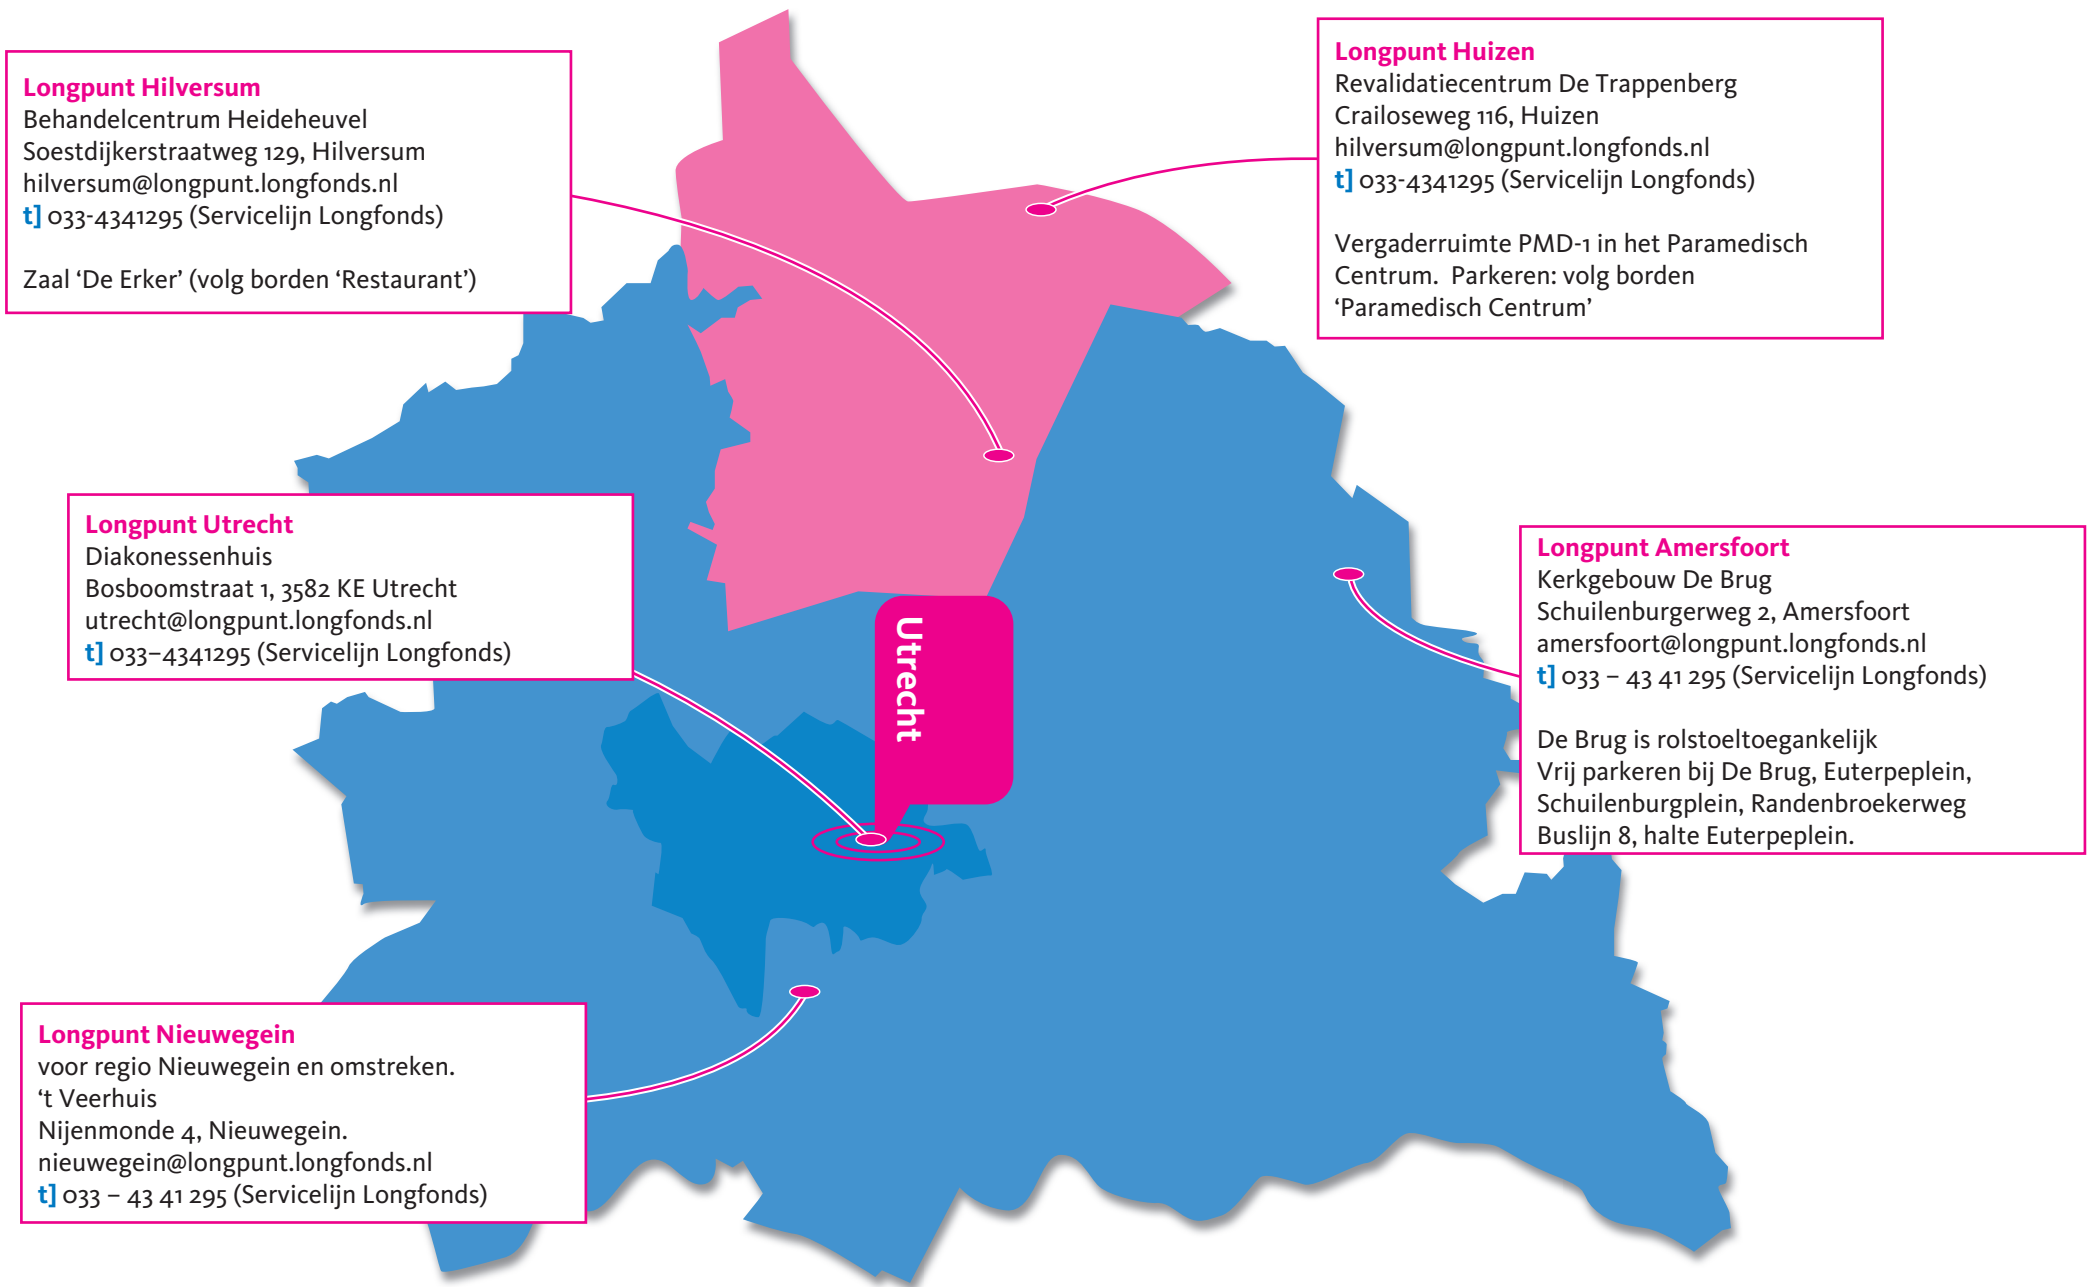 Longpunt Hilversum
Behandelcentrum Heideheuvel
Soestdijkerstraatweg 129, Hilversum
hilversum@longpunt.longfonds.nl
t] 033-4341295 (Servicelijn Longfonds)
Zaal ‘De Erker’ (volg borden ‘Restaurant’)
Longpunt Huizen
Revalidatiecentrum De Trappenberg
Crailoseweg 116, Huizen
hilversum@longpunt.longfonds.nl
t] 033-4341295 (Servicelijn Longfonds)
Vergaderruimte PMD-1 in het Paramedisch
Centrum. Parkeren: volg borden
‘Paramedisch Centrum’
Longpunt Utrecht
Diakonessenhuis
Bosboomstraat 1, 3582 KE Utrecht
utrecht@longpunt.longfonds.nl
t] 033–4341295 (Servicelijn Longfonds)
Utrecht
Longpunt Amersfoort
Kerkgebouw De Brug
Schuilenburgerweg 2, Amersfoort
amersfoort@longpunt.longfonds.nl
t] 033 – 43 41 295 (Servicelijn Longfonds)
De Brug is rolstoeltoegankelijk
Vrij parkeren bij De Brug, Euterpeplein,
Schuilenburgplein, Randenbroekerweg
Buslijn 8, halte Euterpeplein.
Longpunt Nieuwegein
voor regio Nieuwegein en omstreken.
‘t Veerhuis
Nijenmonde 4, Nieuwegein.
nieuwegein@longpunt.longfonds.nl
t] 033 – 43 41 295 (Servicelijn Longfonds)